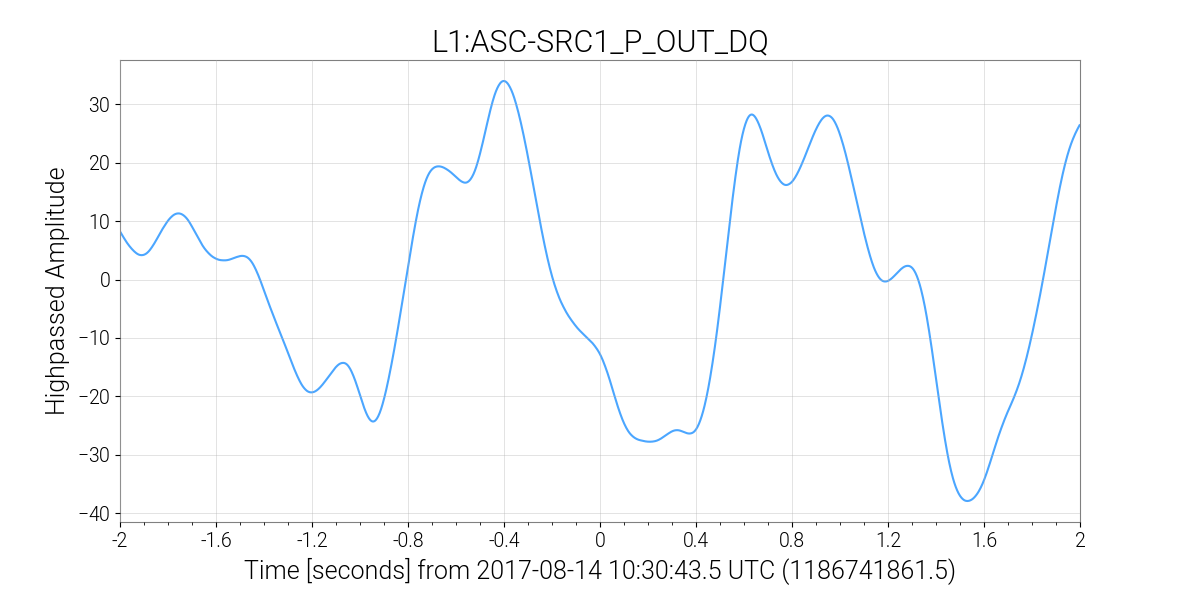 L1:ASC-SRC1_P_OUT_DQ
Highpassed Amplitude
30
20
10
0
−10
−20
−30
−40
-2 -1.6 -1.2 -0.8 -0.4 0 0.4 0.8 1.2 1.6 2
Time [seconds] from 2017-08-14 10:30:43.5 UTC (1186741861.5)